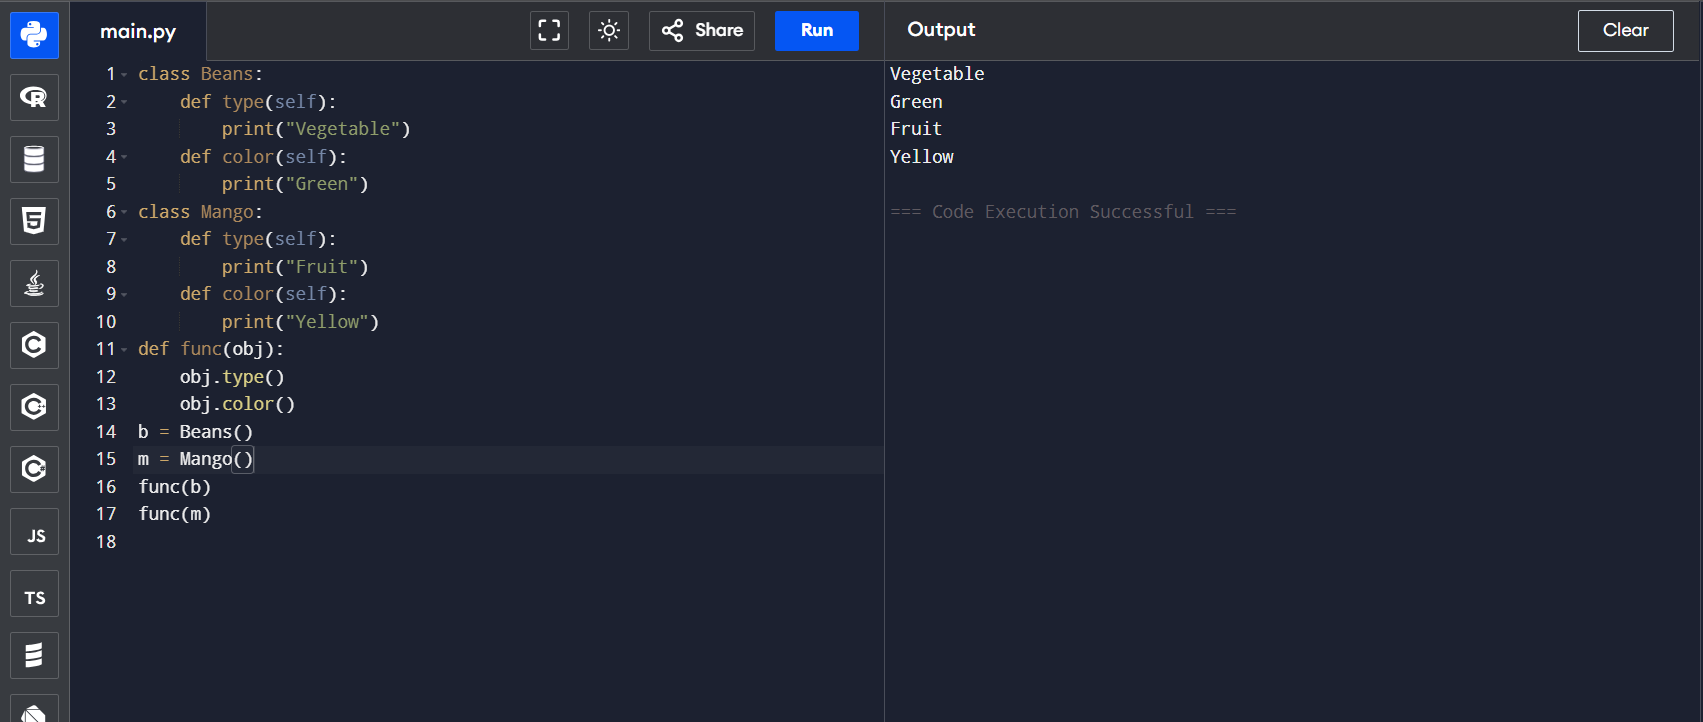 main.py
Share
Run
Output
Clear
1 class Beans:
2     def type(self):
3         print("Vegetable")
4     def color(self):
5         print("Green")
6 class Mango:
7     def type(self):
8         print("Fruit")
9     def color(self):
10         print("Yellow")
11 def func(obj):
12     obj.type()
13     obj.color()
14 b = Beans()
15 m = Mango()
16 func(b)
17 func(m)
18
Vegetable
Green
Fruit
Yellow
=== Code Execution Successful ===
R
5
C
C++
C#
JS
TS